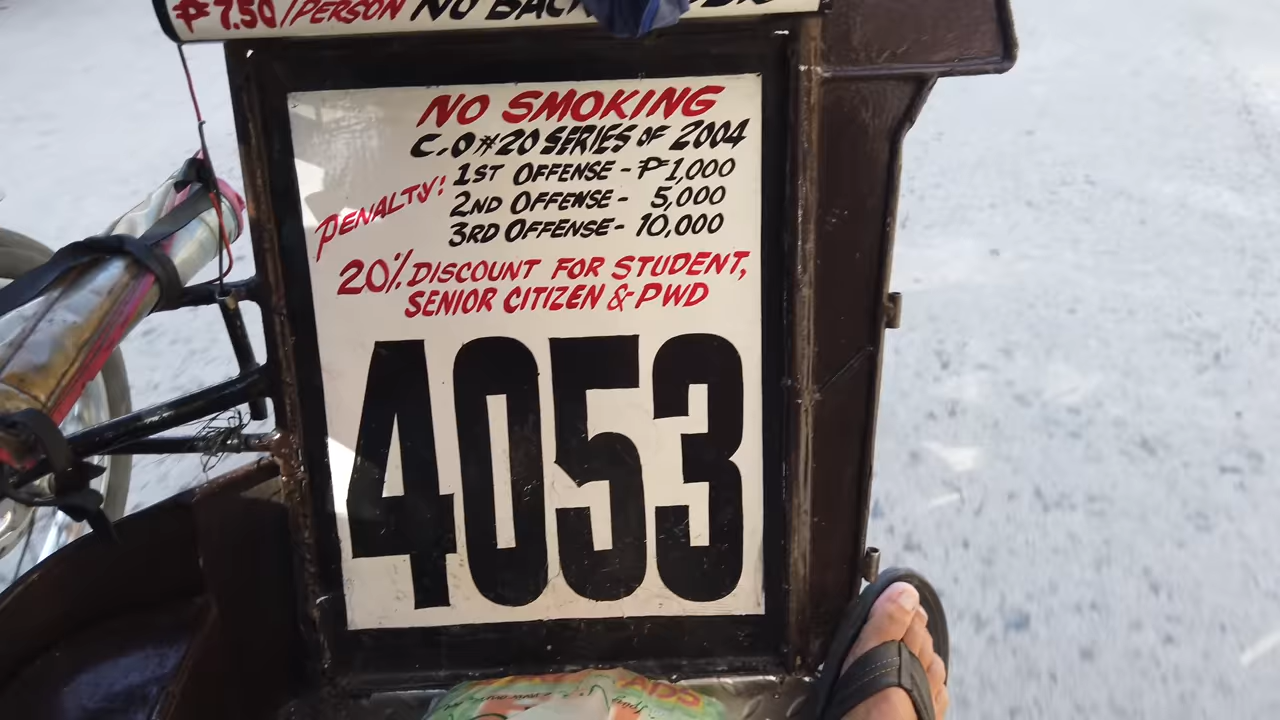 ₱7.50/PERSON NO BACK
NO SMOKING
C.O#20 SERIES OF 2004
PENALTY! 1ST OFFENSE - ₱1,000
2ND OFFENSE - 5,000
3RD OFFENSE - 10,000
20% DISCOUNT FOR STUDENT,
SENIOR CITIZEN & PWD
4053